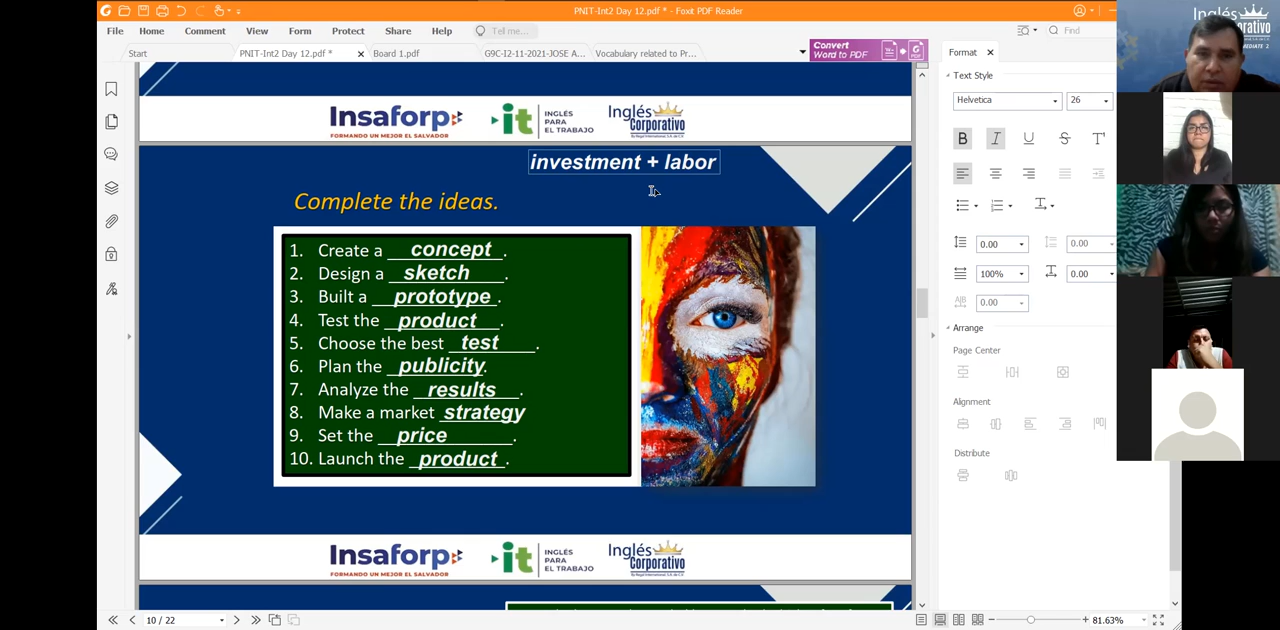 PNIT-Int2 Day 12.pdf * - Foxit PDF Reader
File Home Comment View Form Protect Share Help Tell me... Find
Start PNIT-Int2 Day 12.pdf * Board 1.pdf G9C-I2-11-2021-JOSE A... Vocabulary related to Pr...
Convert
Word to PDF
Format
Text Style
Helvetica 26
0.00 0.00
100% 0.00
0.00
Arrange
Page Center
Alignment
Distribute
Inglés
MEDIATE 2
Insaforp
FORMANDO UN MEJOR EL SALVADOR
it INGLÉS
PARA
EL TRABAJO
Inglés
Corporativo
investment + labor
Complete the ideas.
1. Create a concept.
2. Design a sketch.
3. Built a prototype.
4. Test the product.
5. Choose the best test.
6. Plan the publicity.
7. Analyze the results.
8. Make a market strategy
9. Set the price.
10. Launch the product.
Insaforp
FORMANDO UN MEJOR EL SALVADOR
it INGLÉS
PARA
EL TRABAJO
Inglés
Corporativo
10 / 22
81.63%